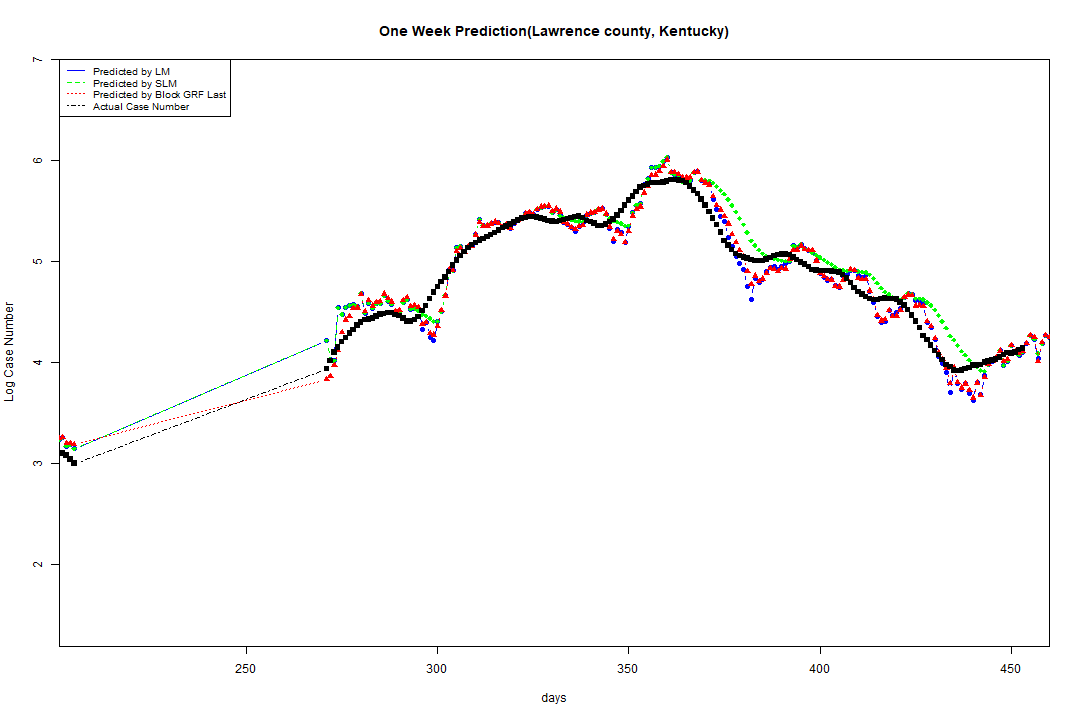 One Week Prediction(Lawrence county, Kentucky)
Predicted by LM
Predicted by SLM
Predicted by Block GRF Last
Actual Case Number
7
6
5
4
3
2
Log Case Number
250 300 350 400 450
days